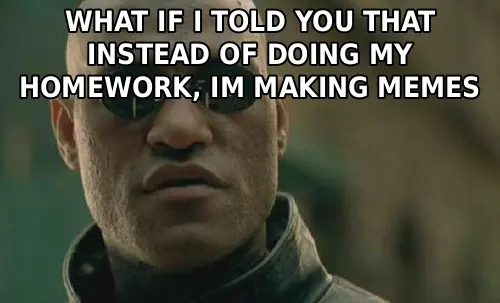 WHAT IF I TOLD YOU THAT
INSTEAD OF DOING MY
HOMEWORK, IM MAKING MEMES